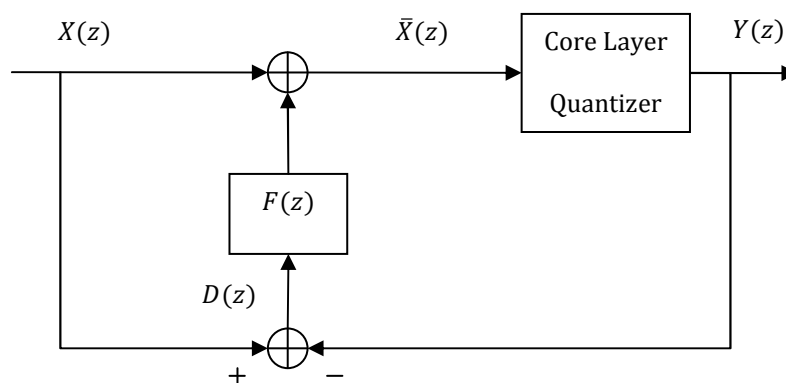 X(z)
X̄(z)
Core Layer
Quantizer
Y(z)
F(z)
D(z)
+
−